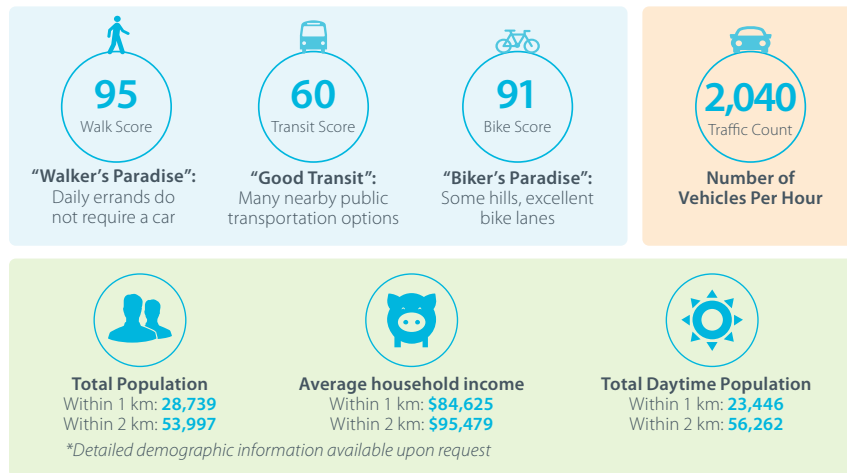 95
Walk Score
"Walker's Paradise":
Daily errands do
not require a car
60
Transit Score
"Good Transit":
Many nearby public
transportation options
91
Bike Score
"Biker's Paradise":
Some hills, excellent
bike lanes
2,040
Traffic Count
Number of
Vehicles Per Hour
Total Population
Within 1 km: 28,739
Within 2 km: 53,997
Average household income
Within 1 km: $84,625
Within 2 km: $95,479
Total Daytime Population
Within 1 km: 23,446
Within 2 km: 56,262
*Detailed demographic information available upon request